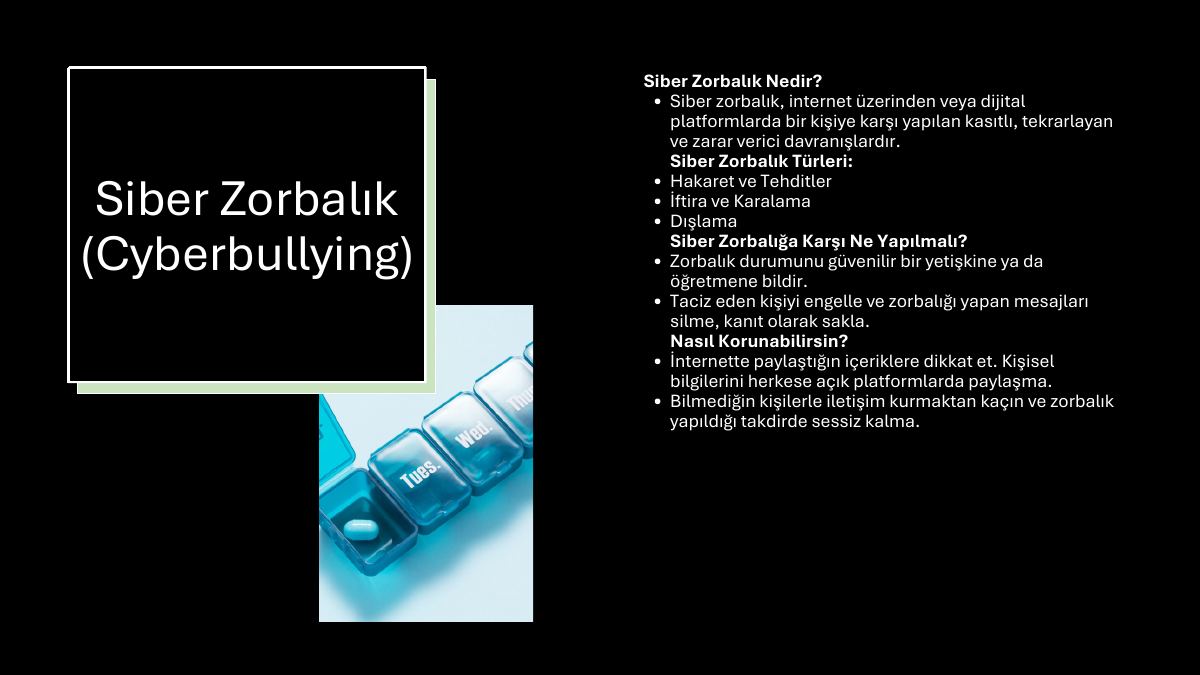 Siber Zorbalık
(Cyberbullying)
Siber Zorbalık Nedir?
• Siber zorbalık, internet üzerinden veya dijital
platformlarda bir kişiye karşı yapılan kasıtlı, tekrarlayan
ve zarar verici davranışlardır.
Siber Zorbalık Türleri:
• Hakaret ve Tehditler
• İftira ve Karalama
• Dışlama
Siber Zorbalığa Karşı Ne Yapılmalı?
• Zorbalık durumunu güvenilir bir yetişkine ya da
öğretmene bildir.
• Taciz eden kişiyi engelle ve zorbalığı yapan mesajları
silme, kanıt olarak sakla.
Nasıl Korunabilirsin?
• İnternette paylaştığın içeriklere dikkat et. Kişisel
bilgilerini herkese açık platformlarda paylaşma.
• Bilmediğin kişilerle iletişim kurmaktan kaçın ve zorbalık
yapıldığı takdirde sessiz kalma.
Tues.
Wed.